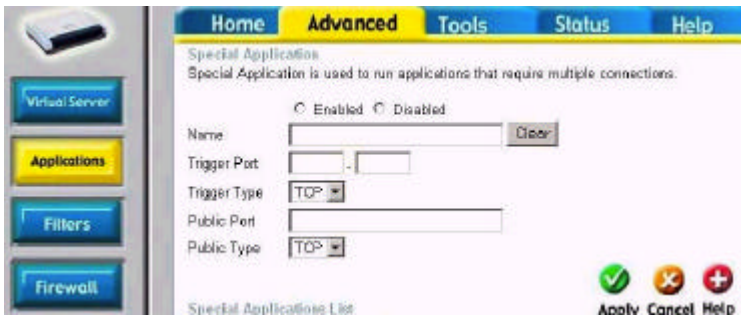 Home Advanced Tools Status Help
Special Application
Special Application is used to run applications that require multiple connections.
Enabled Disabled
Name Clear
Trigger Port -
Trigger Type TCP
Public Port
Public Type TCP
Virtual Server
Applications
Filters
Firewall
Apply Cancel Help
Special Applications List